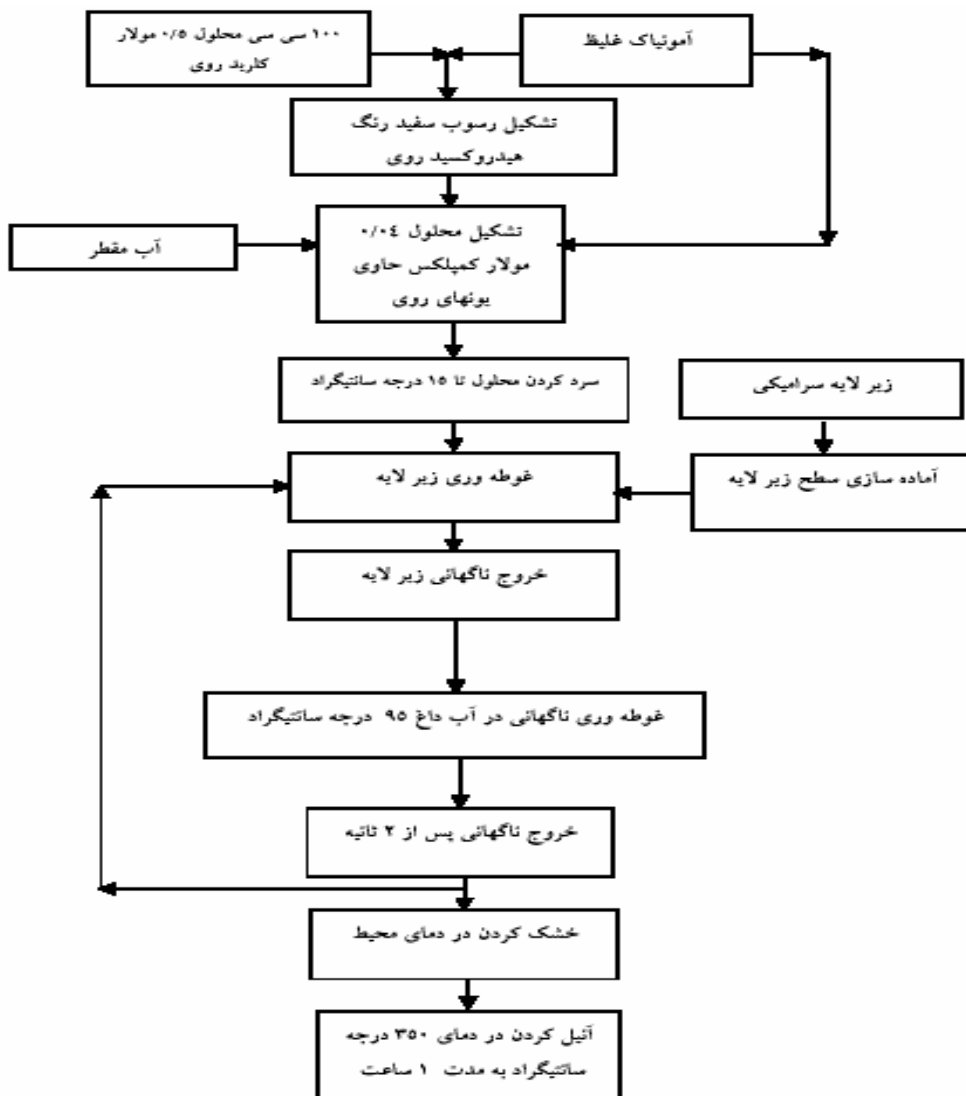 ۱۰۰ سی سی محلول ۰/۵ مولار
کلرید روی
آمونیاک غلیظ
تشکیل رسوب سفید رنگ
هیدروکسید روی
آب مقطر
تشکیل محلول ۰/۰٤
مولار کمپلکس حاوی
یونهای روی
سرد کردن محلول تا ۱۵ درجه سانتیگراد
زیر لایه سرامیکی
غوطه وری زیر لایه
آماده سازی سطح زیر لایه
خروج ناگهانی زیر لایه
غوطه وری ناگهانی در آب داغ ۹۵ درجه سانتیگراد
خروج ناگهانی پس از ۲ ثانیه
خشک کردن در دمای محیط
آنیل کردن در دمای ۳۵۰ درجه
سانتیگراد به مدت ۱ ساعت